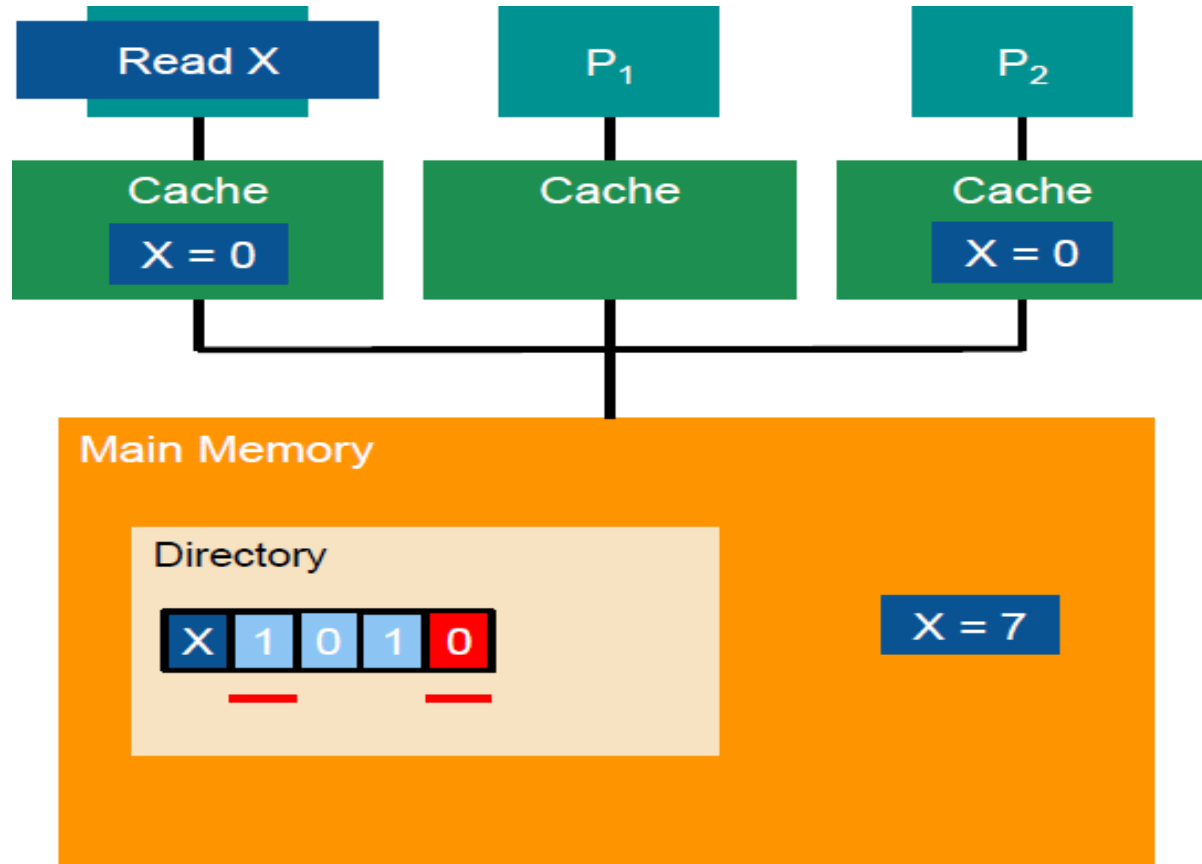 Read X
P₁
P₂
Cache
Cache
Cache
X = 0
X = 0
Main Memory
Directory
X 1 0 1 0
X = 7